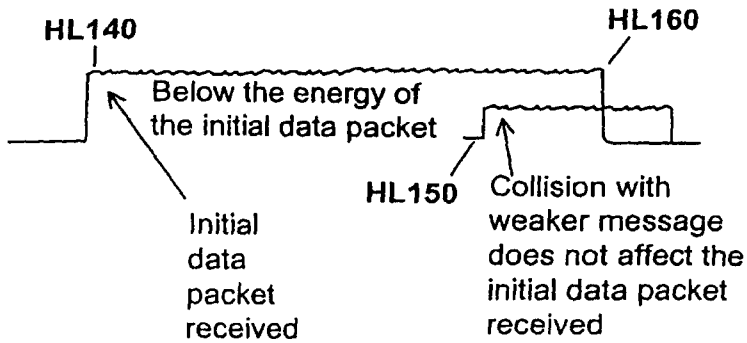 HL140
HL160
Below the energy of
the initial data packet
HL150
Initial
data
packet
received
Collision with
weaker message
does not affect the
initial data packet
received